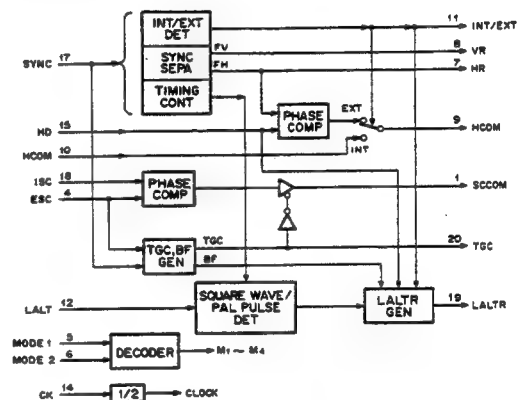 INT/EXT
DET
11
INT/EXT
FV
8
VR
SYNC
17
SYNC
SEPA
FH
7
HR
TIMING
CONT
EXT
PHASE
COMP
HD
15
9
HCOM
HCOM
10
INT
ISC
18
PHASE
COMP
1
SCCOM
ESC
4
TGC, BF
GEN
TGC
20
TGC
BF
LALT
12
SQUARE WAVE/
PAL PULSE
DET
LALTR
GEN
19
LALTR
MODE 1
5
DECODER
M1 ~ M4
MODE 2
6
CK
14
1/2
CLOCK